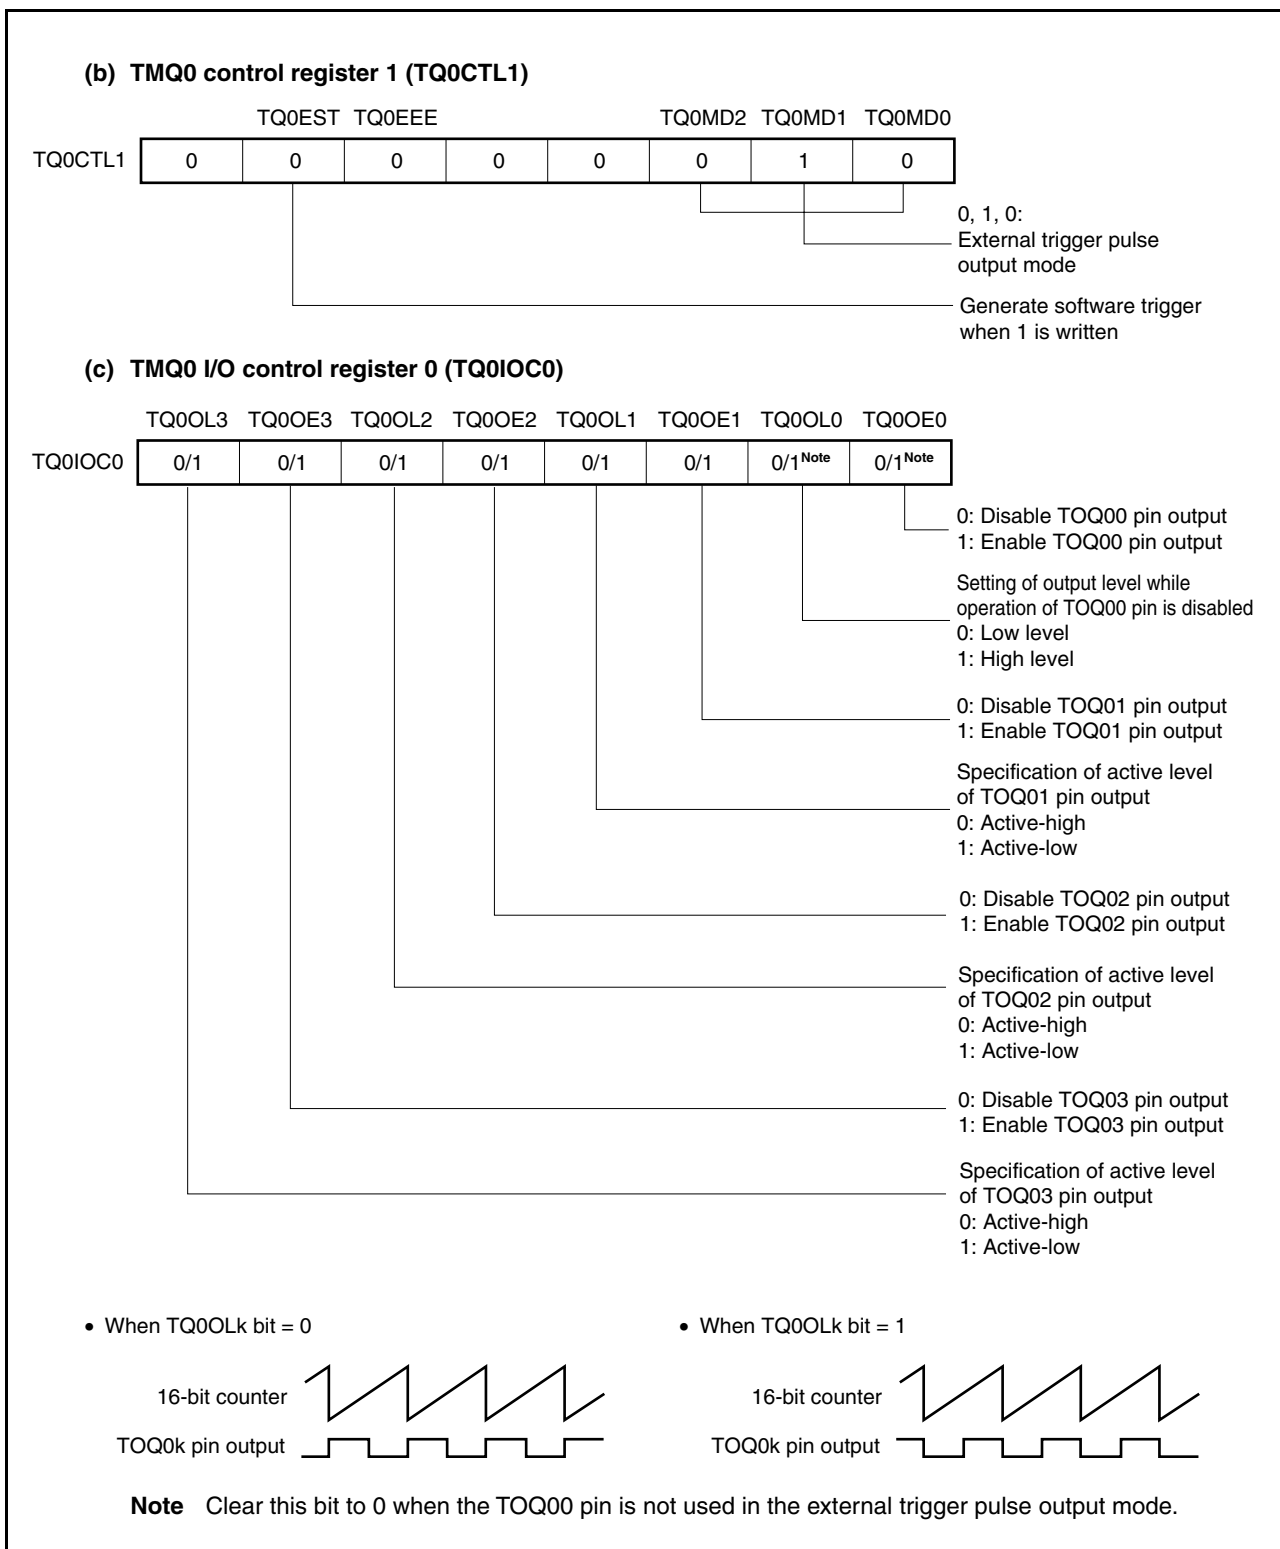 (b) TMQ0 control register 1 (TQ0CTL1)
TQ0EST TQ0EEE TQ0MD2 TQ0MD1 TQ0MD0
TQ0CTL1 0 0 0 0 0 0 1 0
0, 1, 0:
External trigger pulse
output mode
Generate software trigger
when 1 is written
(c) TMQ0 I/O control register 0 (TQ0IOC0)
TQ0OL3 TQ0OE3 TQ0OL2 TQ0OE2 TQ0OL1 TQ0OE1 TQ0OL0 TQ0OE0
TQ0IOC0 0/1 0/1 0/1 0/1 0/1 0/1 0/1Note 0/1Note
0: Disable TOQ00 pin output
1: Enable TOQ00 pin output
Setting of output level while
operation of TOQ00 pin is disabled
0: Low level
1: High level
0: Disable TOQ01 pin output
1: Enable TOQ01 pin output
Specification of active level
of TOQ01 pin output
0: Active-high
1: Active-low
0: Disable TOQ02 pin output
1: Enable TOQ02 pin output
Specification of active level
of TOQ02 pin output
0: Active-high
1: Active-low
0: Disable TOQ03 pin output
1: Enable TOQ03 pin output
Specification of active level
of TOQ03 pin output
0: Active-high
1: Active-low
• When TQ0OLk bit = 0
16-bit counter
TOQ0k pin output
• When TQ0OLk bit = 1
16-bit counter
TOQ0k pin output
Note Clear this bit to 0 when the TOQ00 pin is not used in the external trigger pulse output mode.